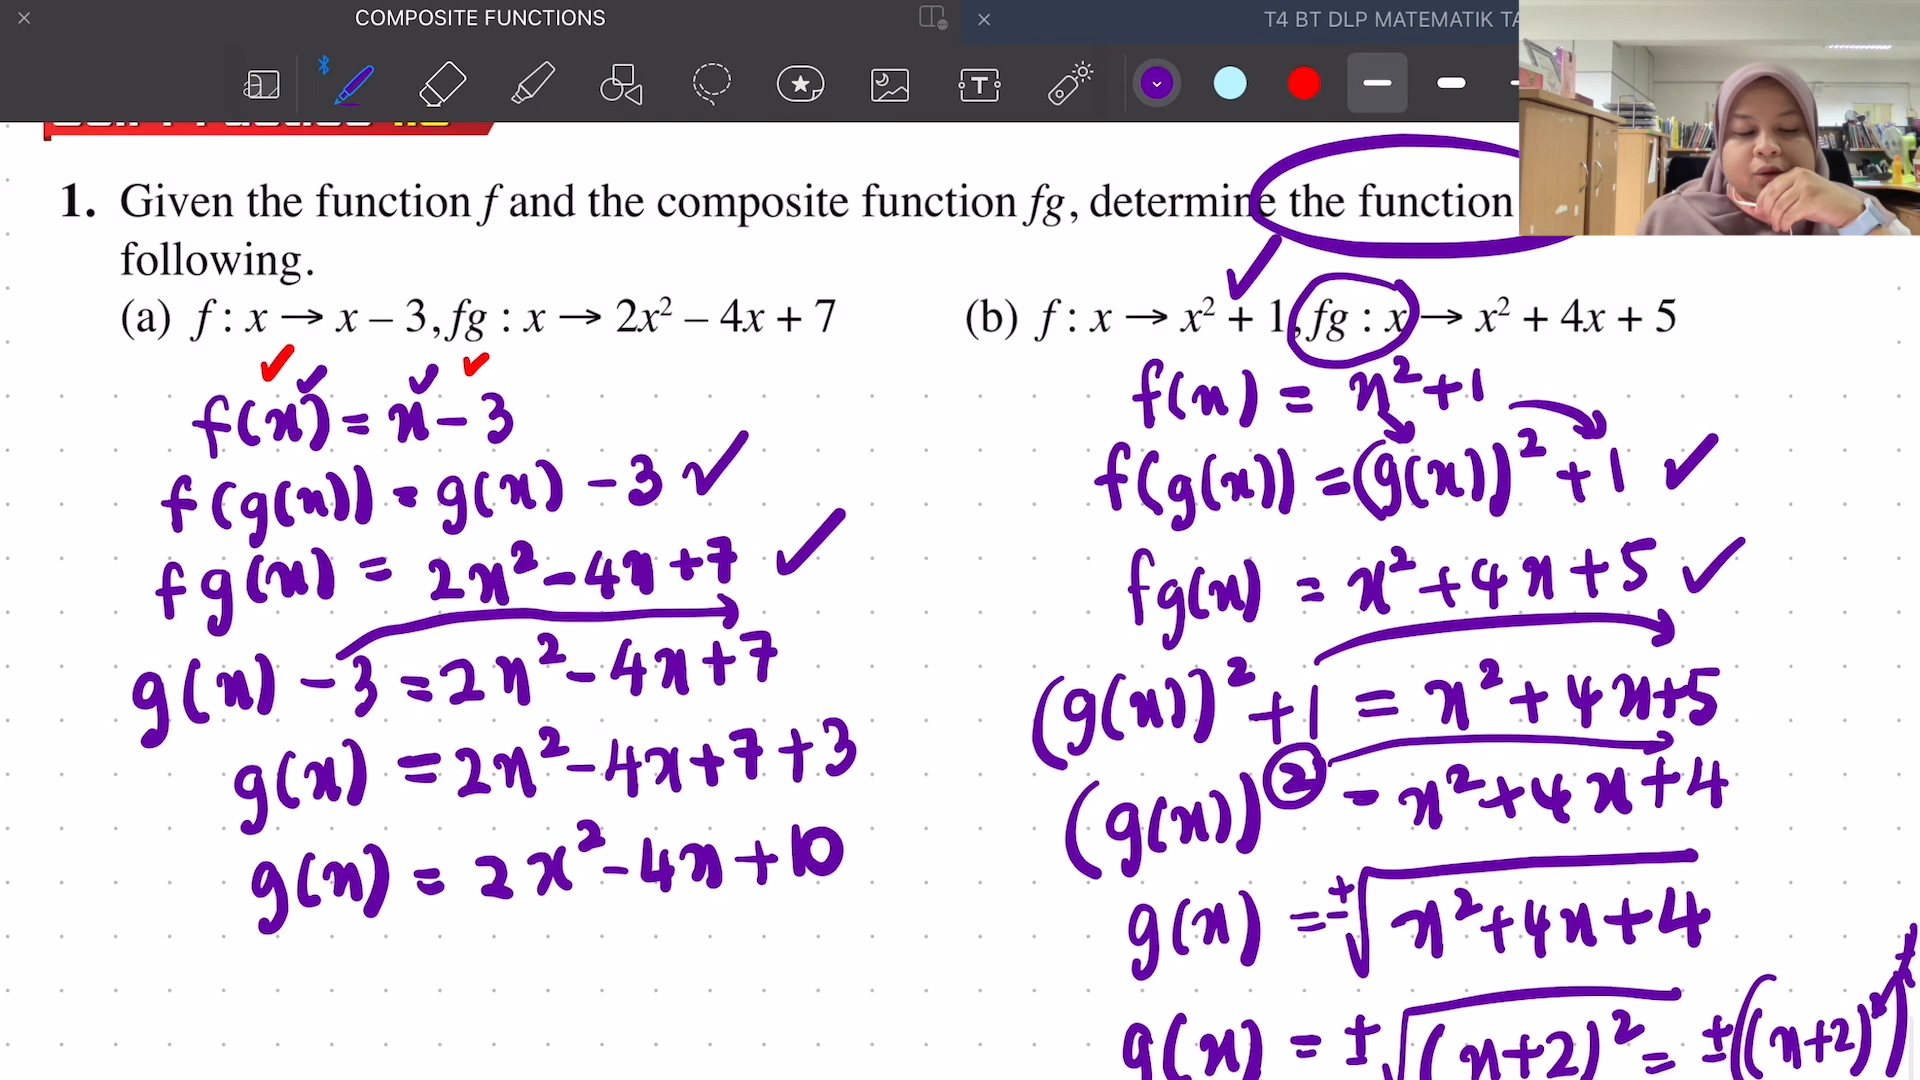 COMPOSITE FUNCTIONS
T4 BT DLP MATEMATIK TA
1. Given the function f and the composite function fg, determine the function
following.
(a) f : x → x – 3, fg : x → 2x² – 4x + 7
f(x) = x – 3
f(g(x)) = g(x) – 3 ✓
fg(x) = 2x² – 4x + 7 ✓
g(x) – 3 = 2x² – 4x + 7
g(x) = 2x² – 4x + 7 + 3
g(x) = 2x² – 4x + 10
(b) f : x → x² + 1, fg : x → x² + 4x + 5
f(x) = x² + 1
f(g(x)) = (g(x))² + 1 ✓
fg(x) = x² + 4x + 5 ✓
(g(x))² + 1 = x² + 4x + 5
(g(x))² = x² + 4x + 4
g(x) = ±√x² + 4x + 4
g(x) = ±√(x+2)² = ±((x+2)²)